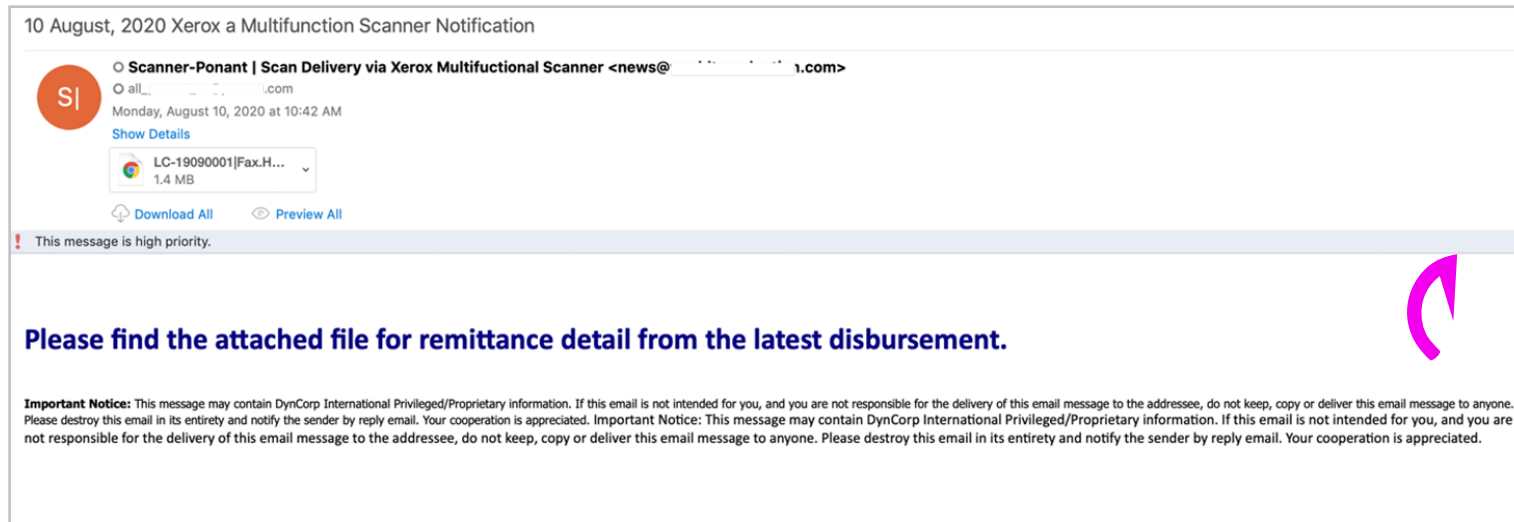 10 August, 2020 Xerox a Multifunction Scanner Notification
S|
Scanner-Ponant | Scan Delivery via Xerox Multifuctional Scanner <news@ .com>
all_ .com
Monday, August 10, 2020 at 10:42 AM
Show Details
LC-19090001|Fax.H...
1.4 MB
Download All Preview All
! This message is high priority.
Please find the attached file for remittance detail from the latest disbursement.
Important Notice: This message may contain DynCorp International Privileged/Proprietary information. If this email is not intended for you, and you are not responsible for the delivery of this email message to the addressee, do not keep, copy or deliver this email message to anyone.
Please destroy this email in its entirety and notify the sender by reply email. Your cooperation is appreciated. Important Notice: This message may contain DynCorp International Privileged/Proprietary information. If this email is not intended for you, and you are
not responsible for the delivery of this email message to the addressee, do not keep, copy or deliver this email message to anyone. Please destroy this email in its entirety and notify the sender by reply email. Your cooperation is appreciated.